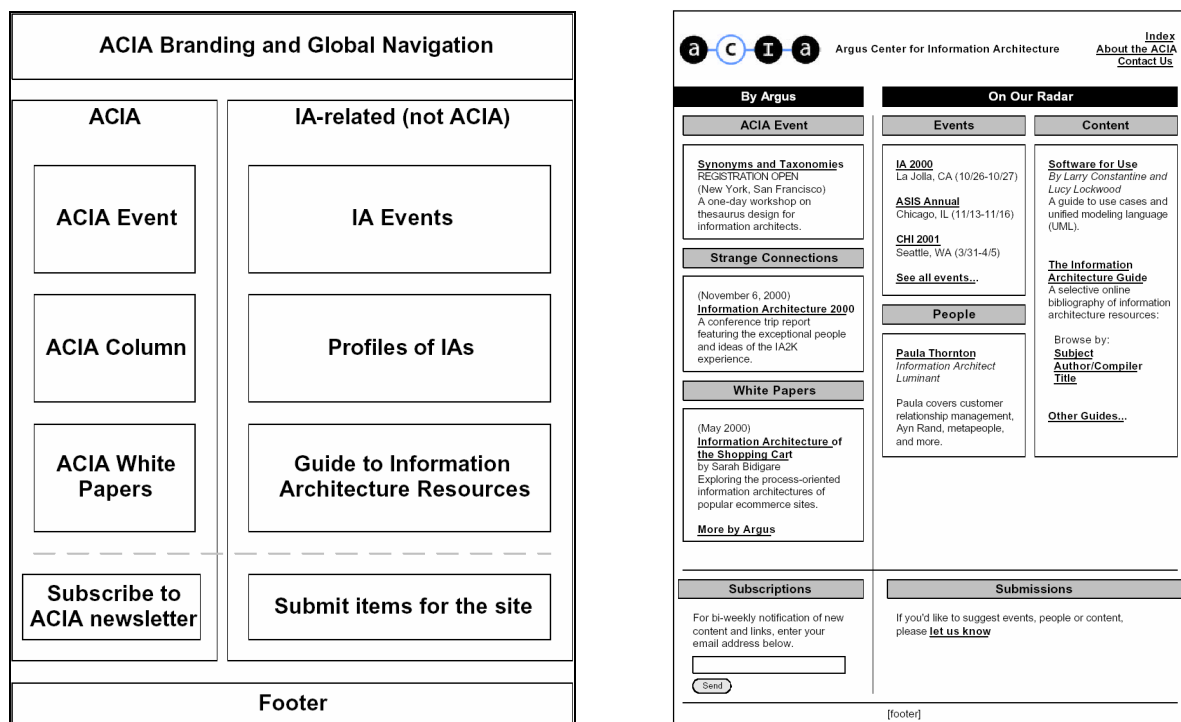 ACIA Branding and Global Navigation
ACIA
ACIA Event
ACIA Column
ACIA White
Papers
Subscribe to
ACIA newsletter
IA-related (not ACIA)
IA Events
Profiles of IAs
Guide to Information
Architecture Resources
Submit items for the site
Footer
a c I a
Argus Center for Information Architecture
Index
About the ACIA
Contact Us
By Argus
ACIA Event
Synonyms and Taxonomies
REGISTRATION OPEN
(New York, San Francisco)
A one-day workshop on
thesaurus design for
information architects.
Strange Connections
(November 6, 2000)
Information Architecture 2000
A conference trip report
featuring the exceptional people
and ideas of the IA2K
experience.
White Papers
(May 2000)
Information Architecture of
the Shopping Cart
by Sarah Bidigare
Exploring the process-oriented
information architectures of
popular ecommerce sites.
More by Argus
On Our Radar
Events
IA 2000
La Jolla, CA (10/26-10/27)
ASIS Annual
Chicago, IL (11/13-11/16)
CHI 2001
Seattle, WA (3/31-4/5)
See all events...
People
Paula Thornton
Information Architect
Luminant
Paula covers customer
relationship management,
Ayn Rand, metapeople,
and more.
Content
Software for Use
By Larry Constantine and
Lucy Lockwood
A guide to use cases and
unified modeling language
(UML).
The Information
Architecture Guide
A selective online
bibliography of information
architecture resources:
Browse by:
Subject
Author/Compiler
Title
Other Guides...
Subscriptions
For bi-weekly notification of new
content and links, enter your
email address below.
Send
Submissions
If you'd like to suggest events, people or content,
please let us know
[footer]